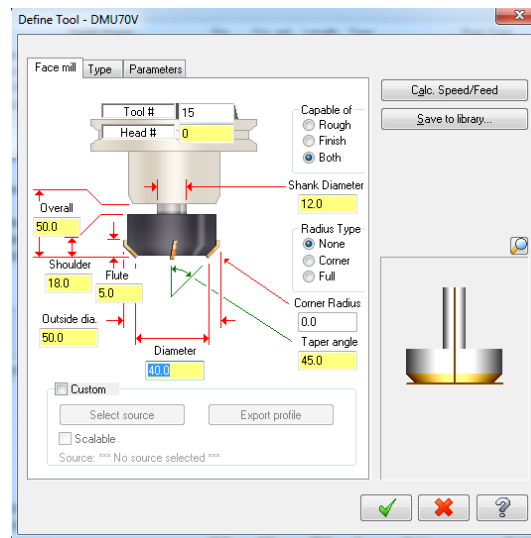 Define Tool - DMU70V
Face mill Type Parameters
Calc. Speed/Feed
Save to library...
Tool # 15
Head # 0
Capable of
Rough
Finish
Both
Shank Diameter
12.0
Overall
50.0
Radius Type
None
Corner
Full
Shoulder
18.0
Flute
5.0
Corner Radius
0.0
Outside dia.
50.0
Taper angle
45.0
Diameter
40.0
Custom
Select source Export profile
Scalable
Source: *** No source selected ***